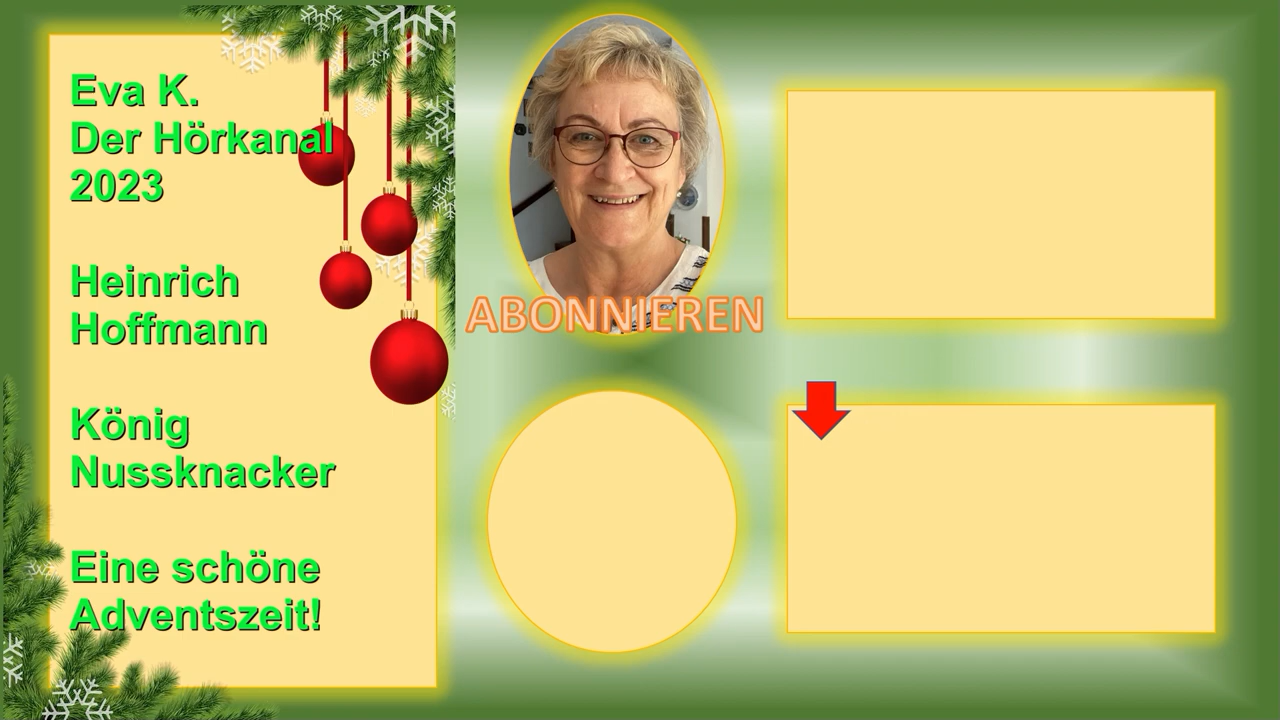 Eva K.
Der Hörkanal
2023
Heinrich
Hoffmann
König
Nussknacker
Eine schöne
Adventszeit!
ABONNIEREN